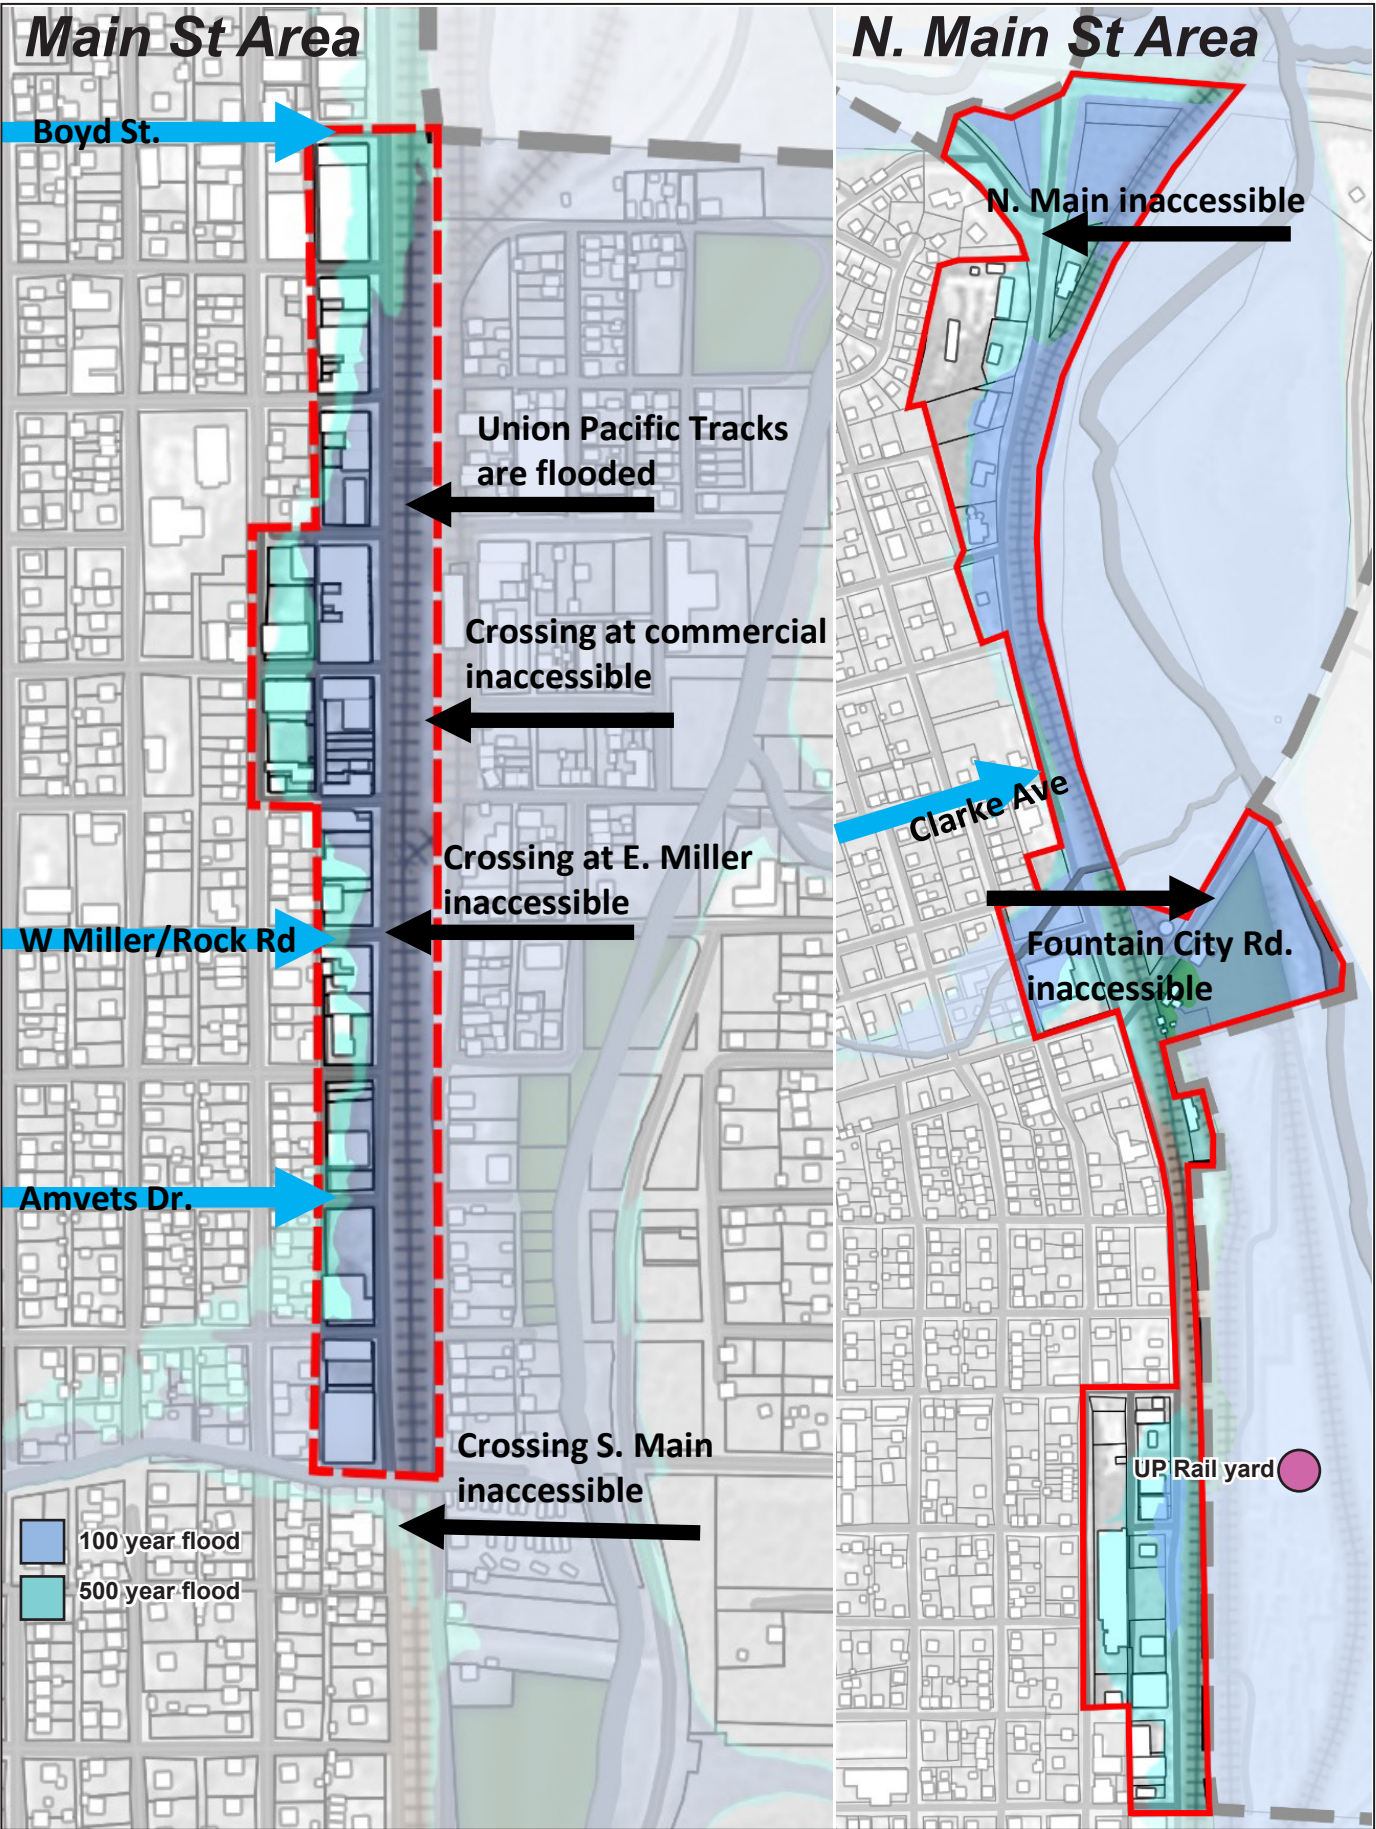 Main St Area
Boyd St.
Union Pacific Tracks
are flooded
Crossing at commercial
inaccessible
Crossing at E. Miller
inaccessible
W Miller/Rock Rd
Amvets Dr.
Crossing S. Main
inaccessible
100 year flood
500 year flood
N. Main St Area
N. Main inaccessible
Clarke Ave
Fountain City Rd.
inaccessible
UP Rail yard